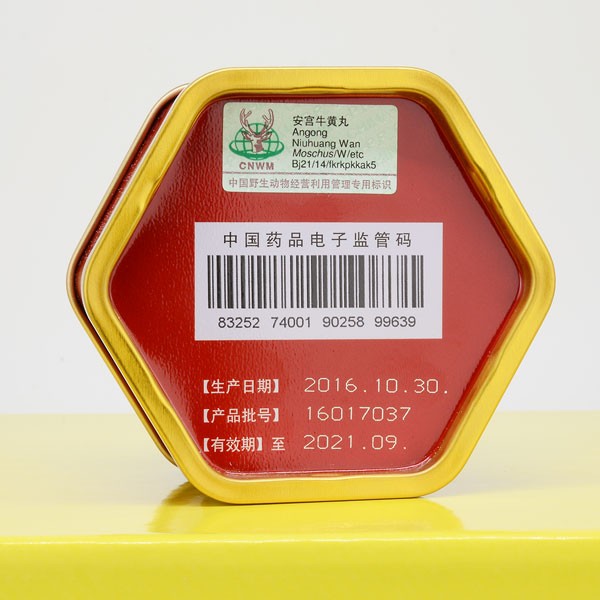 安宫牛黄丸
Angong
Niuhuang Wan
Moschus/W/etc
Bj21/14/fkrkpkkak5
CNWM
中国野生动物经营利用管理专用标识
中国药品电子监管码
83252 74001 90258 99639
【生产日期】 2016.10.30.
【产品批号】 16017037
【有效期】至 2021.09.